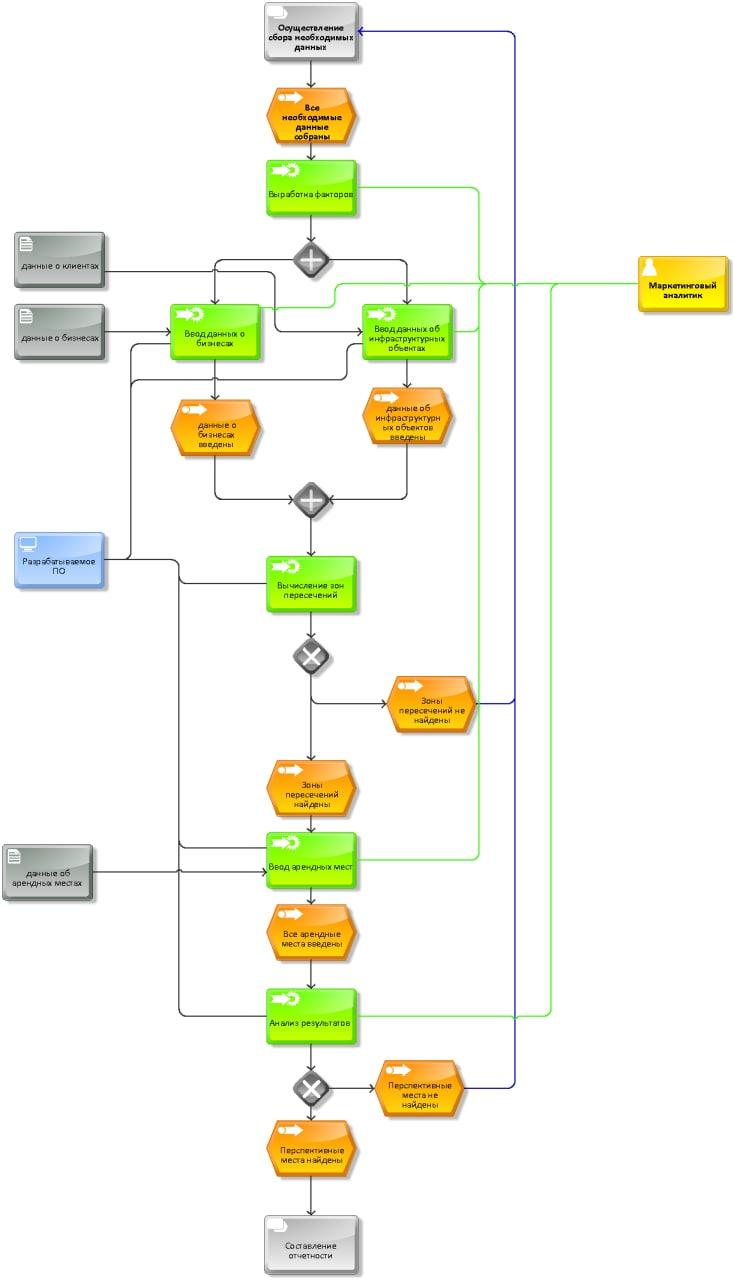 Осуществление
сбора необходимых
данных
Все
необходимые
данные
собраны
Выработка факторов
данные о клиентах
Маркетинговый
аналитик
данные о бизнесах
Ввод данных о
бизнесах
Ввод данных об
инфраструктурных
объектах
данные о
бизнесах
введены
данные об
инфраструктурн
ых объектов
введены
Разрабатываемое
ПО
Вычисление зон
пересечений
Зоны
пересечений не
найдены
Зоны
пересечений
найдены
данные об
арендных местах
Ввод арендных мест
Все арендные
места введены
Анализ результатов
Перспективные
места не
найдены
Перспективные
места найдены
Составление
отчетности